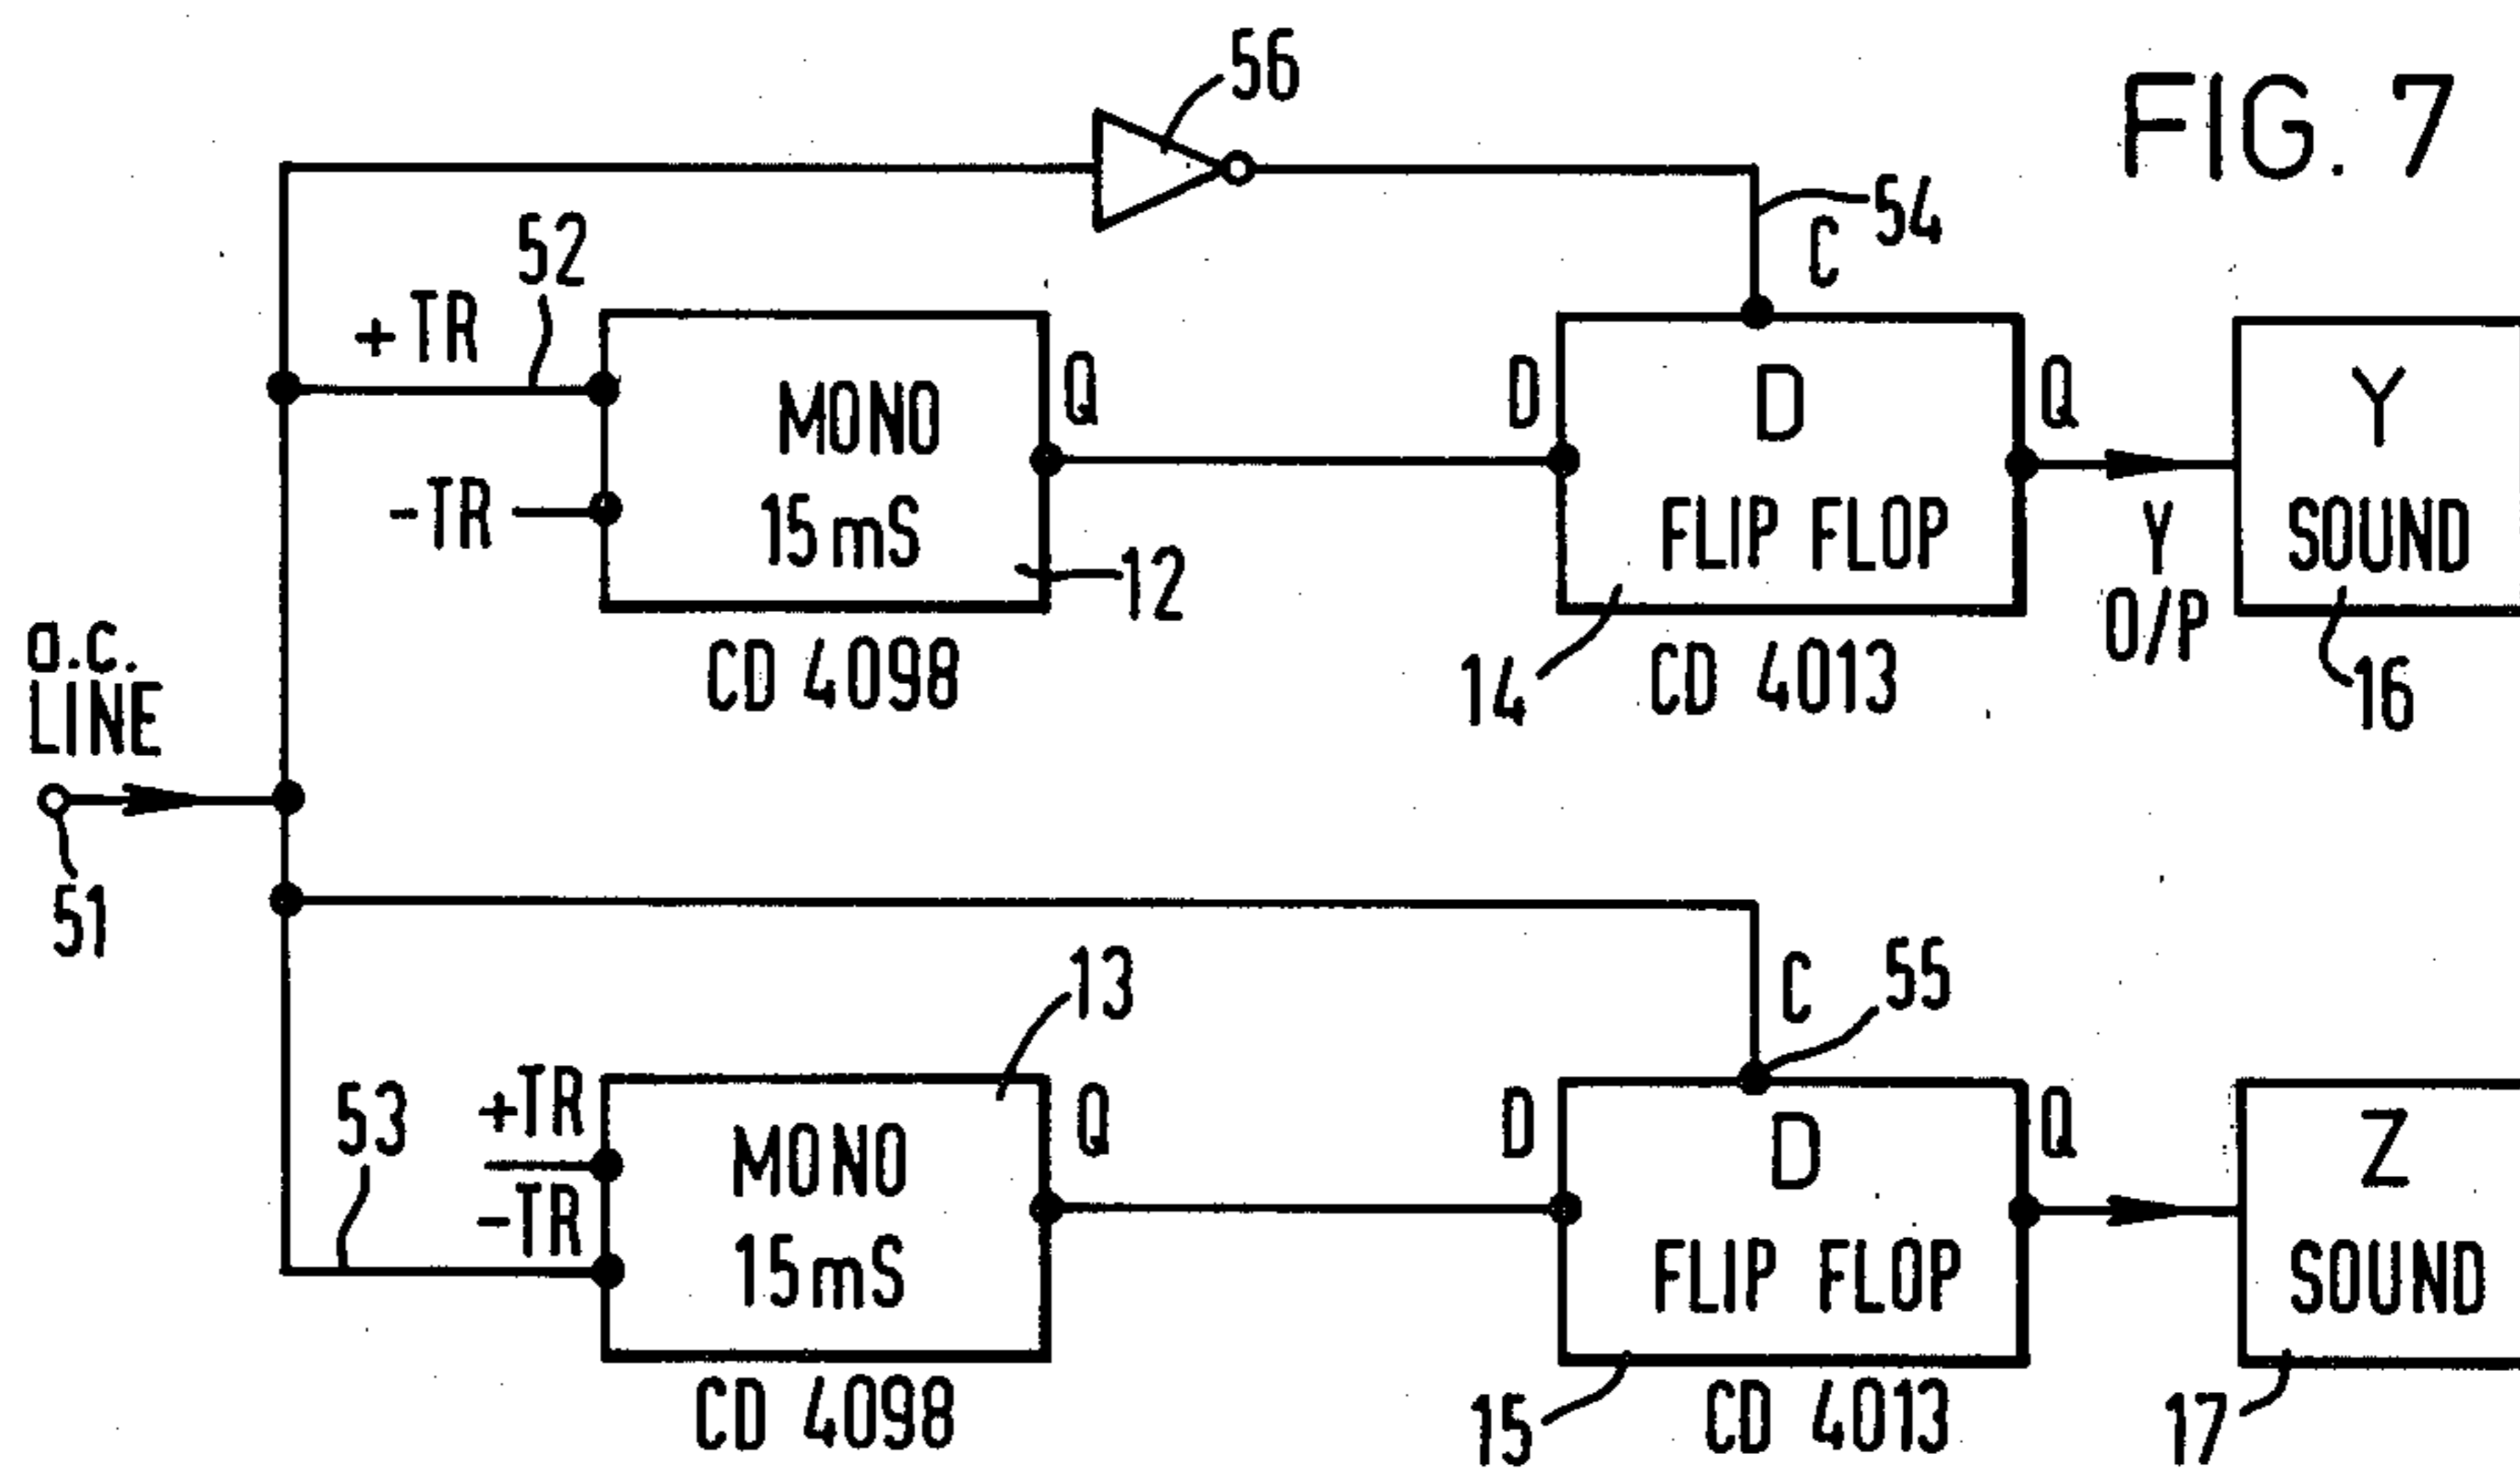 56
FIG. 7
54
C
52
+TR
MONO
15mS
Q
-TR
12
CD 4098
D
D
FLIP FLOP
Q
14
CD 4013
Y
O/P
Y
SOUND
16
a.c.
LINE
51
13
C
55
53
+TR
-TR
MONO
15mS
Q
CD 4098
D
D
FLIP FLOP
Q
15
CD 4013
Z
SOUND
17